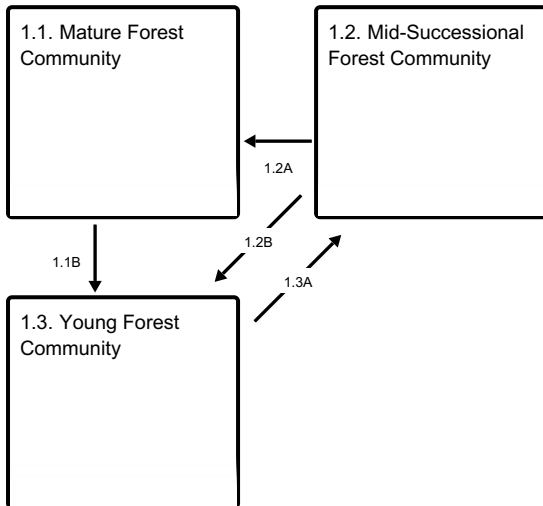 1.1. Mature Forest
Community
1.2. Mid-Successional
Forest Community
1.2A
1.2B
1.1B
1.3A
1.3. Young Forest
Community